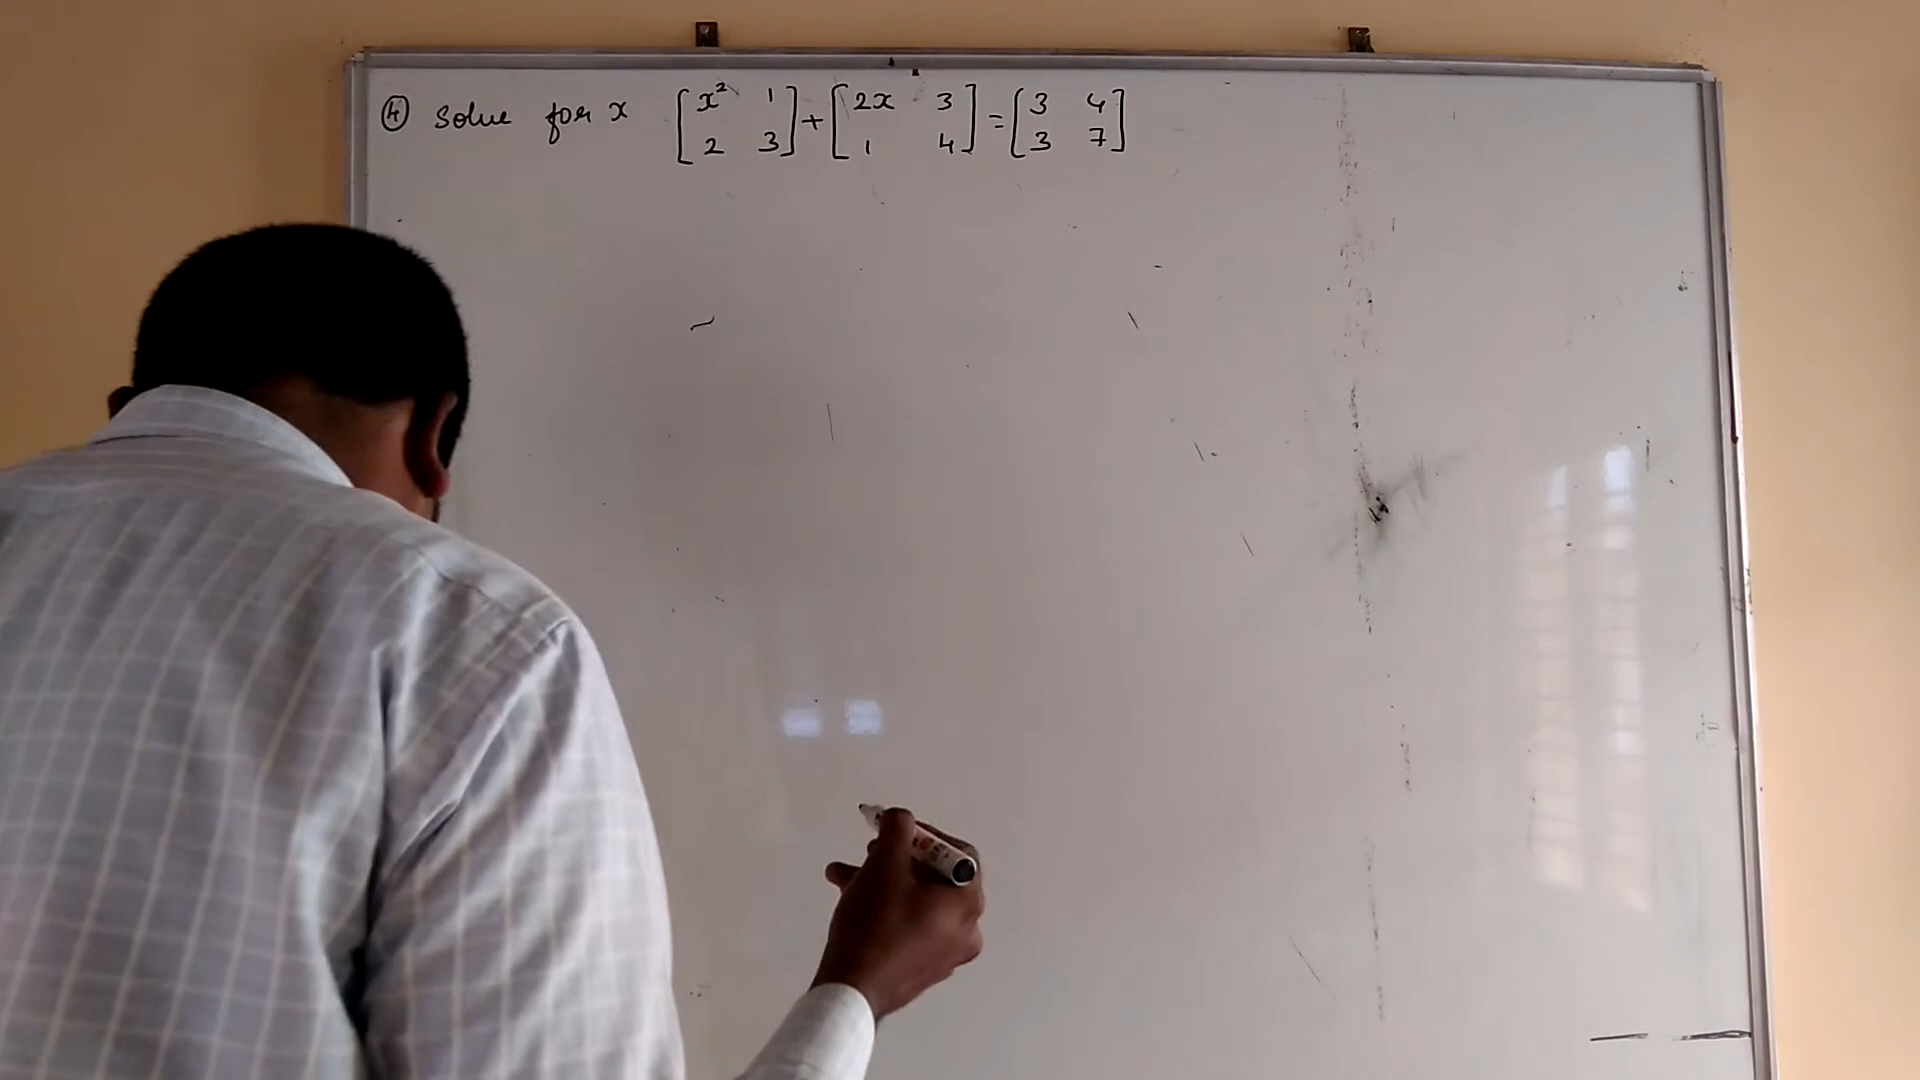 ④ Solve for x [x² 1 2 3] + [2x 3 1 4] = [3 4 3 7]